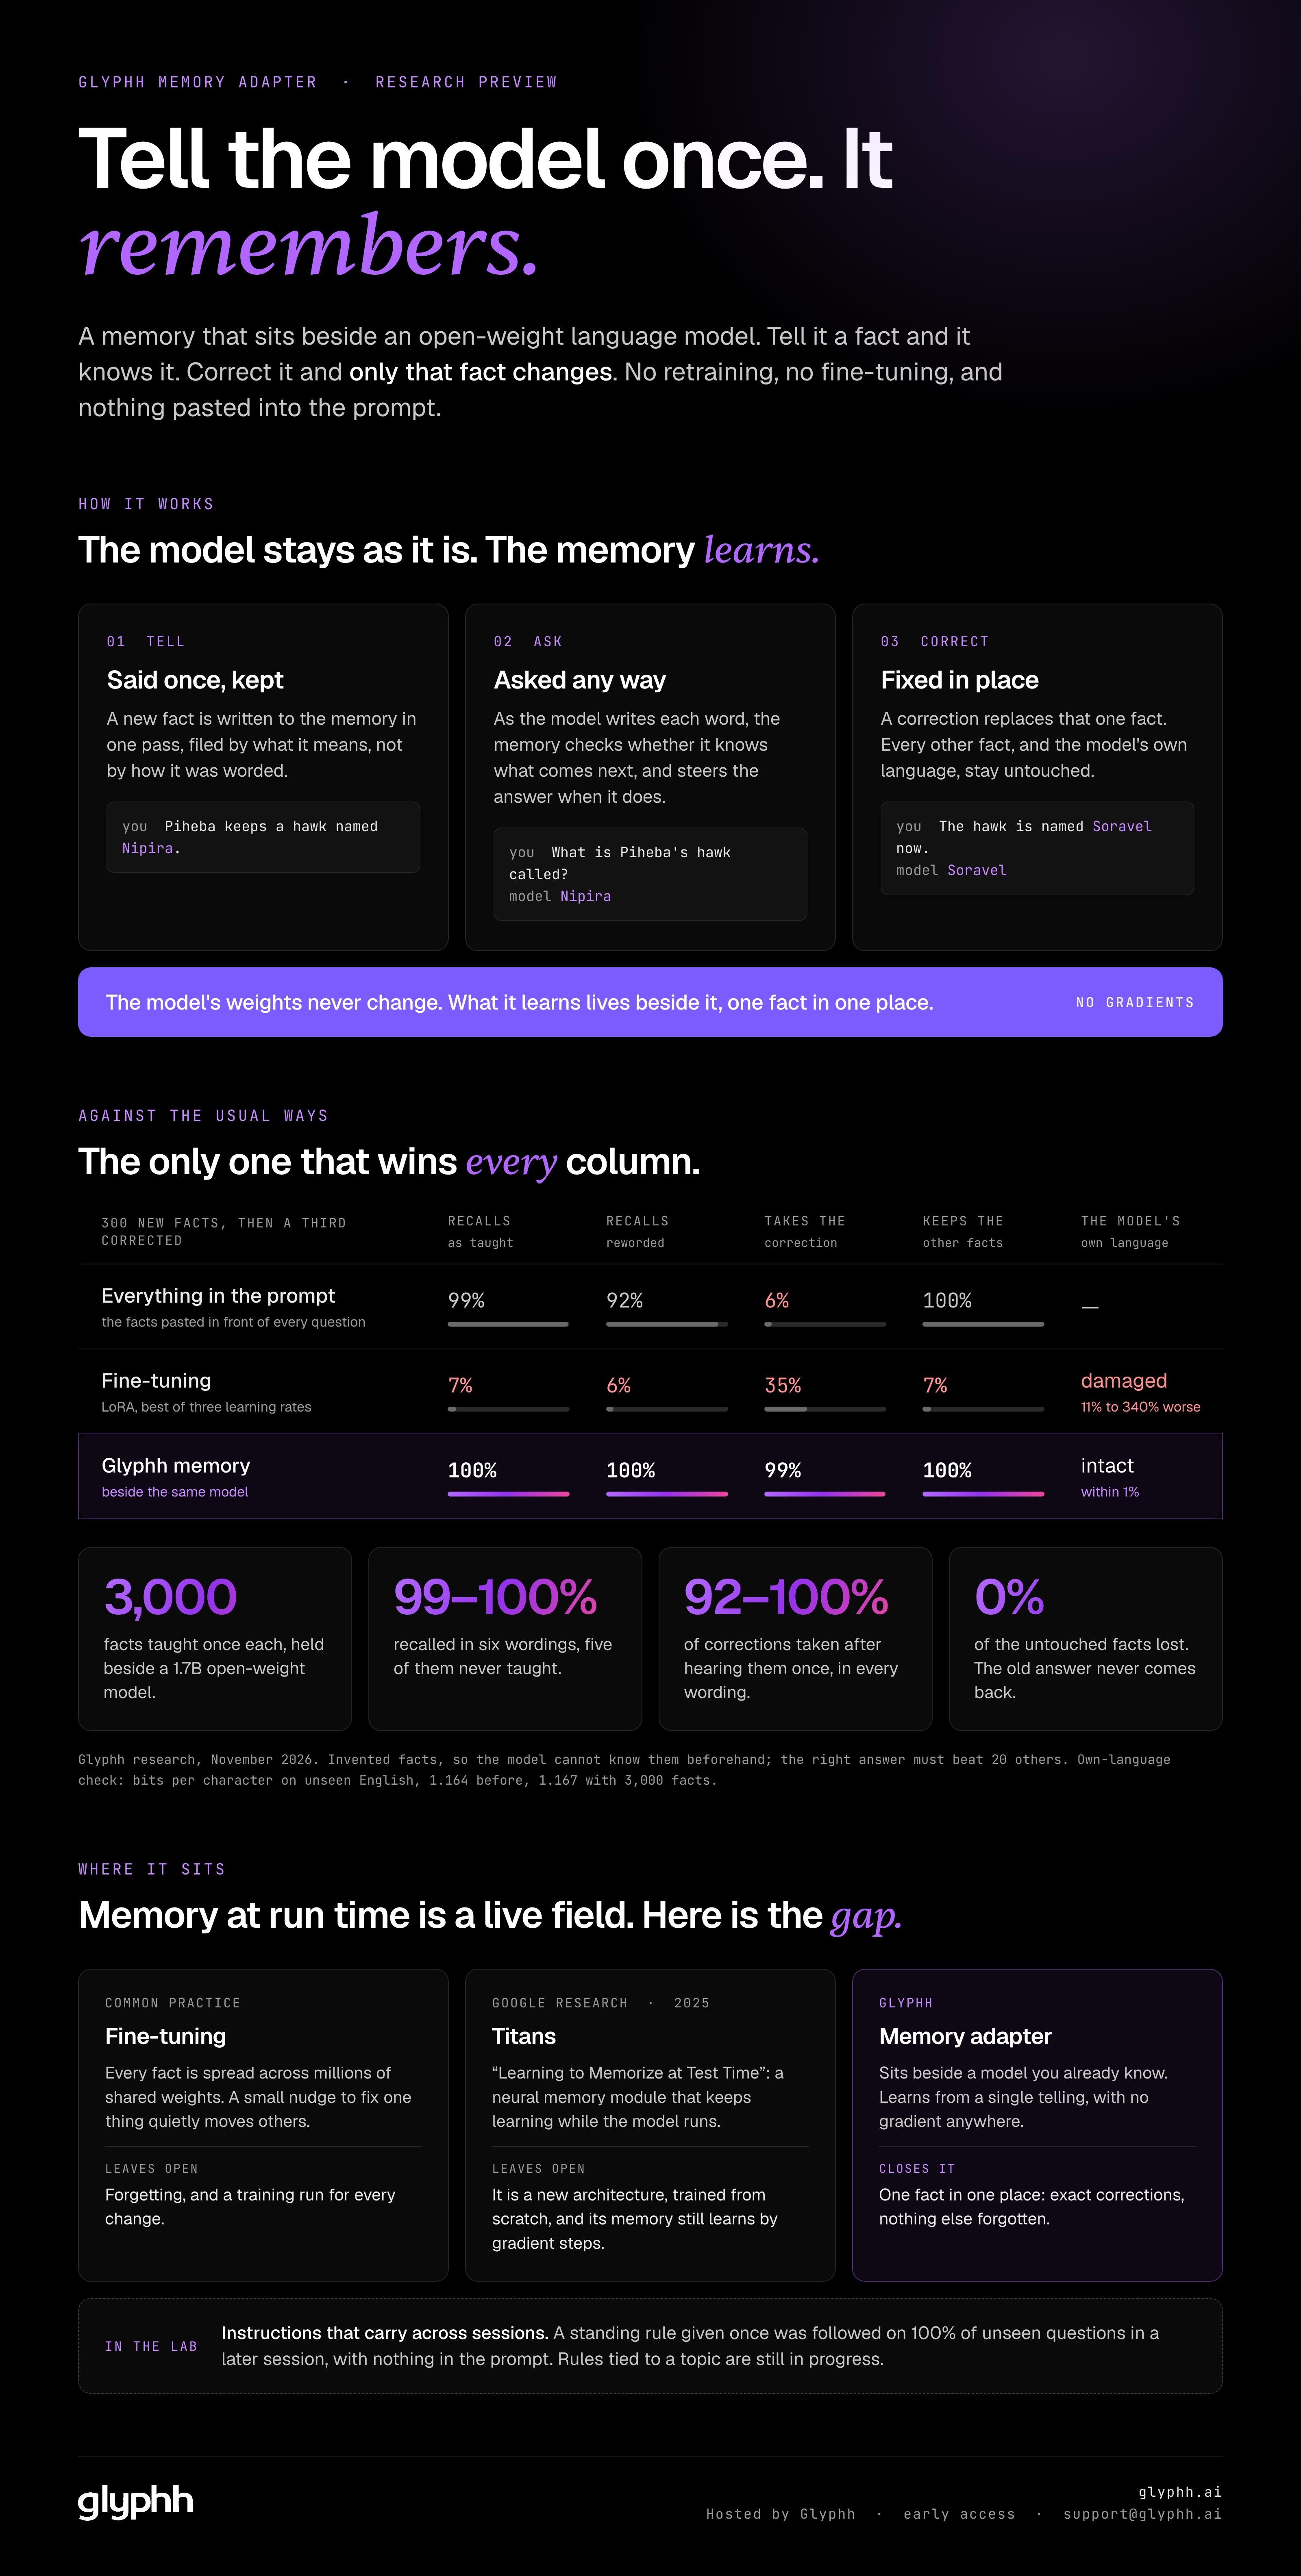 GLYPHH MEMORY ADAPTER · RESEARCH PREVIEW
Tell the model once. It
remembers.
A memory that sits beside an open-weight language model. Tell it a fact and it
knows it. Correct it and only that fact changes. No retraining, no fine-tuning, and
nothing pasted into the prompt.
HOW IT WORKS
The model stays as it is. The memory learns.
01 TELL
Said once, kept
A new fact is written to the memory in
one pass, filed by what it means, not
by how it was worded.
you Piheba keeps a hawk named
Nipira.
02 ASK
Asked any way
As the model writes each word, the
memory checks whether it knows
what comes next, and steers the
answer when it does.
you What is Piheba's hawk
called?
model Nipira
03 CORRECT
Fixed in place
A correction replaces that one fact.
Every other fact, and the model's own
language, stay untouched.
you The hawk is named Soravel
now.
model Soravel
The model's weights never change. What it learns lives beside it, one fact in one place.
NO GRADIENTS
AGAINST THE USUAL WAYS
The only one that wins every column.
300 NEW FACTS, THEN A THIRD
CORRECTED
RECALLS
as taught
RECALLS
reworded
TAKES THE
correction
KEEPS THE
other facts
THE MODEL'S
own language
Everything in the prompt
the facts pasted in front of every question
99%
92%
6%
100%
—
Fine-tuning
LoRA, best of three learning rates
7%
6%
35%
7%
damaged
11% to 340% worse
Glyphh memory
beside the same model
100%
100%
99%
100%
intact
within 1%
3,000
facts taught once each, held
beside a 1.7B open-weight
model.
99–100%
recalled in six wordings, five
of them never taught.
92–100%
of corrections taken after
hearing them once, in every
wording.
0%
of the untouched facts lost.
The old answer never comes
back.
Glyphh research, November 2026. Invented facts, so the model cannot know them beforehand; the right answer must beat 20 others. Own-language
check: bits per character on unseen English, 1.164 before, 1.167 with 3,000 facts.
WHERE IT SITS
Memory at run time is a live field. Here is the gap.
COMMON PRACTICE
Fine-tuning
Every fact is spread across millions of
shared weights. A small nudge to fix one
thing quietly moves others.
LEAVES OPEN
Forgetting, and a training run for every
change.
GOOGLE RESEARCH · 2025
Titans
“Learning to Memorize at Test Time”: a
neural memory module that keeps
learning while the model runs.
LEAVES OPEN
It is a new architecture, trained from
scratch, and its memory still learns by
gradient steps.
GLYPHH
Memory adapter
Sits beside a model you already know.
Learns from a single telling, with no
gradient anywhere.
CLOSES IT
One fact in one place: exact corrections,
nothing else forgotten.
IN THE LAB
Instructions that carry across sessions. A standing rule given once was followed on 100% of unseen questions in a
later session, with nothing in the prompt. Rules tied to a topic are still in progress.
glyphh
glyphh.ai
Hosted by Glyphh · early access · support@glyphh.ai